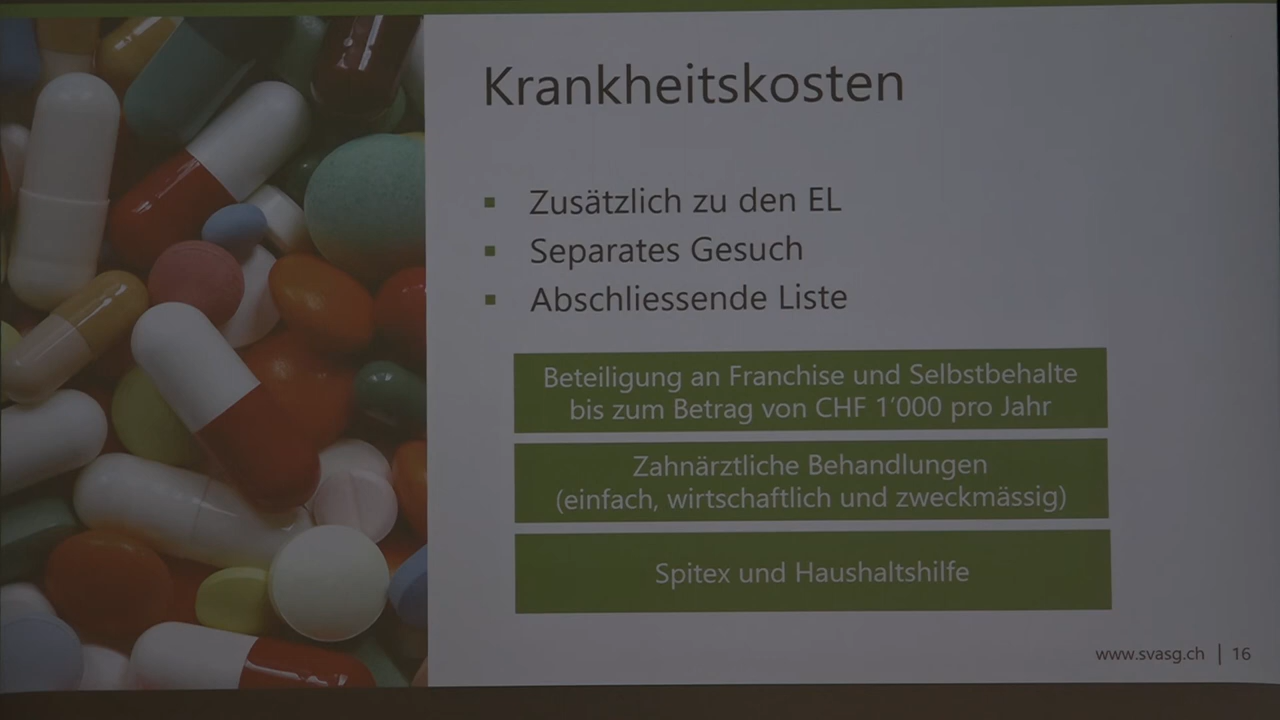 Krankheitskosten
▪ Zusätzlich zu den EL
▪ Separates Gesuch
▪ Abschliessende Liste
Beteiligung an Franchise und Selbstbehalte
bis zum Betrag von CHF 1’000 pro Jahr
Zahnärztliche Behandlungen
(einfach, wirtschaftlich und zweckmässig)
Spitex und Haushaltshilfe
www.svasg.ch | 16